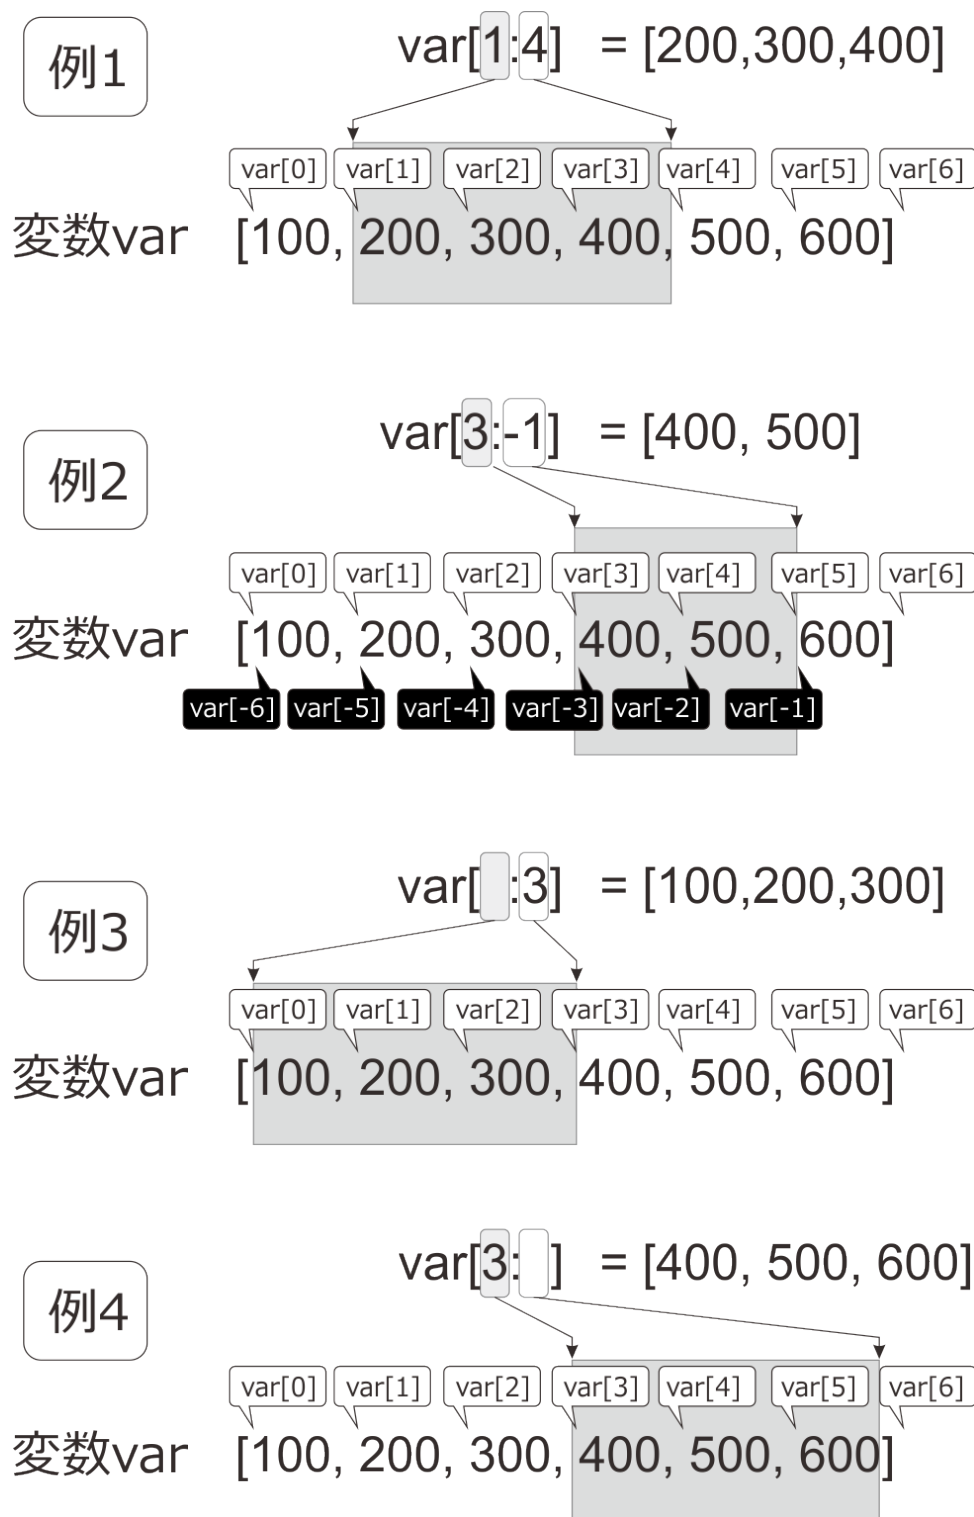 例1
var[1:4] = [200,300,400]
var[0] var[1] var[2] var[3] var[4] var[5] var[6]
変数var [100, 200, 300, 400, 500, 600]
例2
var[3:-1] = [400, 500]
var[0] var[1] var[2] var[3] var[4] var[5] var[6]
変数var [100, 200, 300, 400, 500, 600]
var[-6] var[-5] var[-4] var[-3] var[-2] var[-1]
例3
var[ :3] = [100,200,300]
var[0] var[1] var[2] var[3] var[4] var[5] var[6]
変数var [100, 200, 300, 400, 500, 600]
例4
var[3: ] = [400, 500, 600]
var[0] var[1] var[2] var[3] var[4] var[5] var[6]
変数var [100, 200, 300, 400, 500, 600]